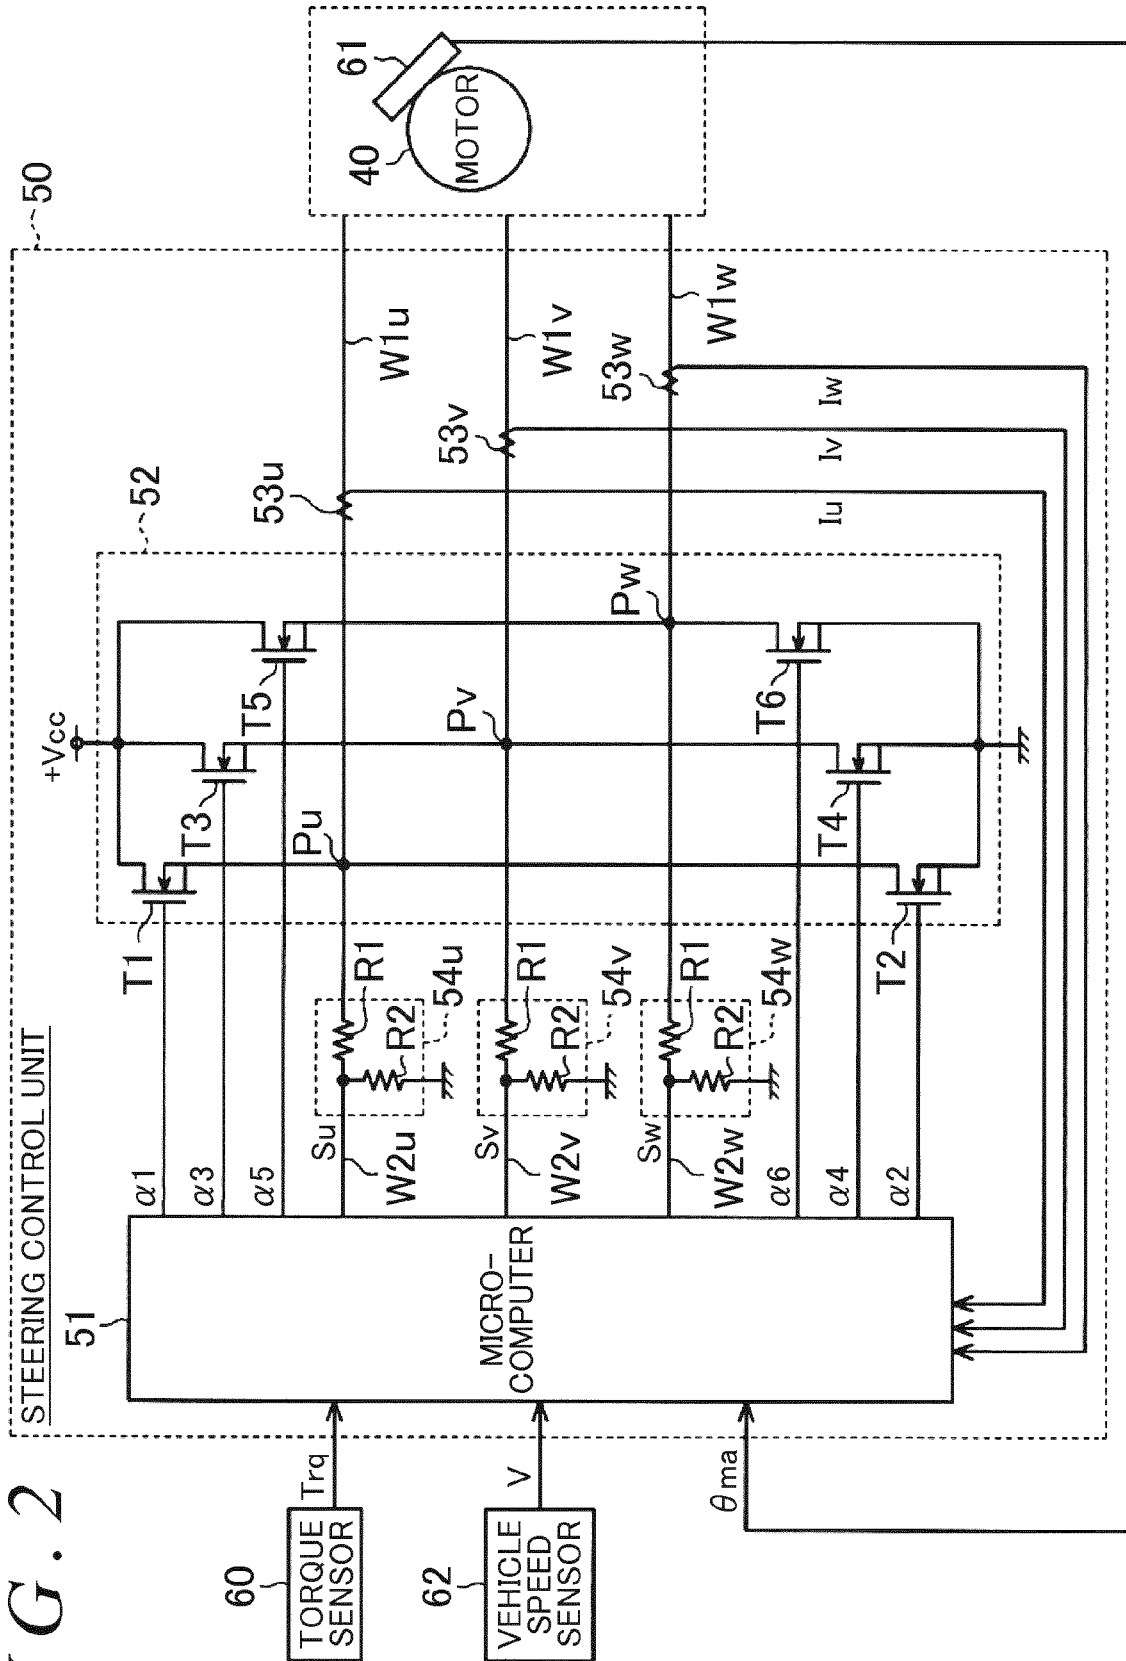 G. 2
STEERING CONTROL UNIT
50
+Vcc
52
51
T1
T3
T5
α1
α3
α5
Pu
Pv
Pw
53u
53v
53w
W1u
W1v
W1w
40
61
MOTOR
60
TORQUE
SENSOR
Trq
62
VEHICLE
SPEED
SENSOR
V
θma
MICRO-
COMPUTER
Su
W2u
R1
R2
54u
Sv
W2v
R1
R2
54v
Sw
W2w
R1
R2
54w
α6
α4
α2
T6
T4
T2
Iu
Iv
Iw